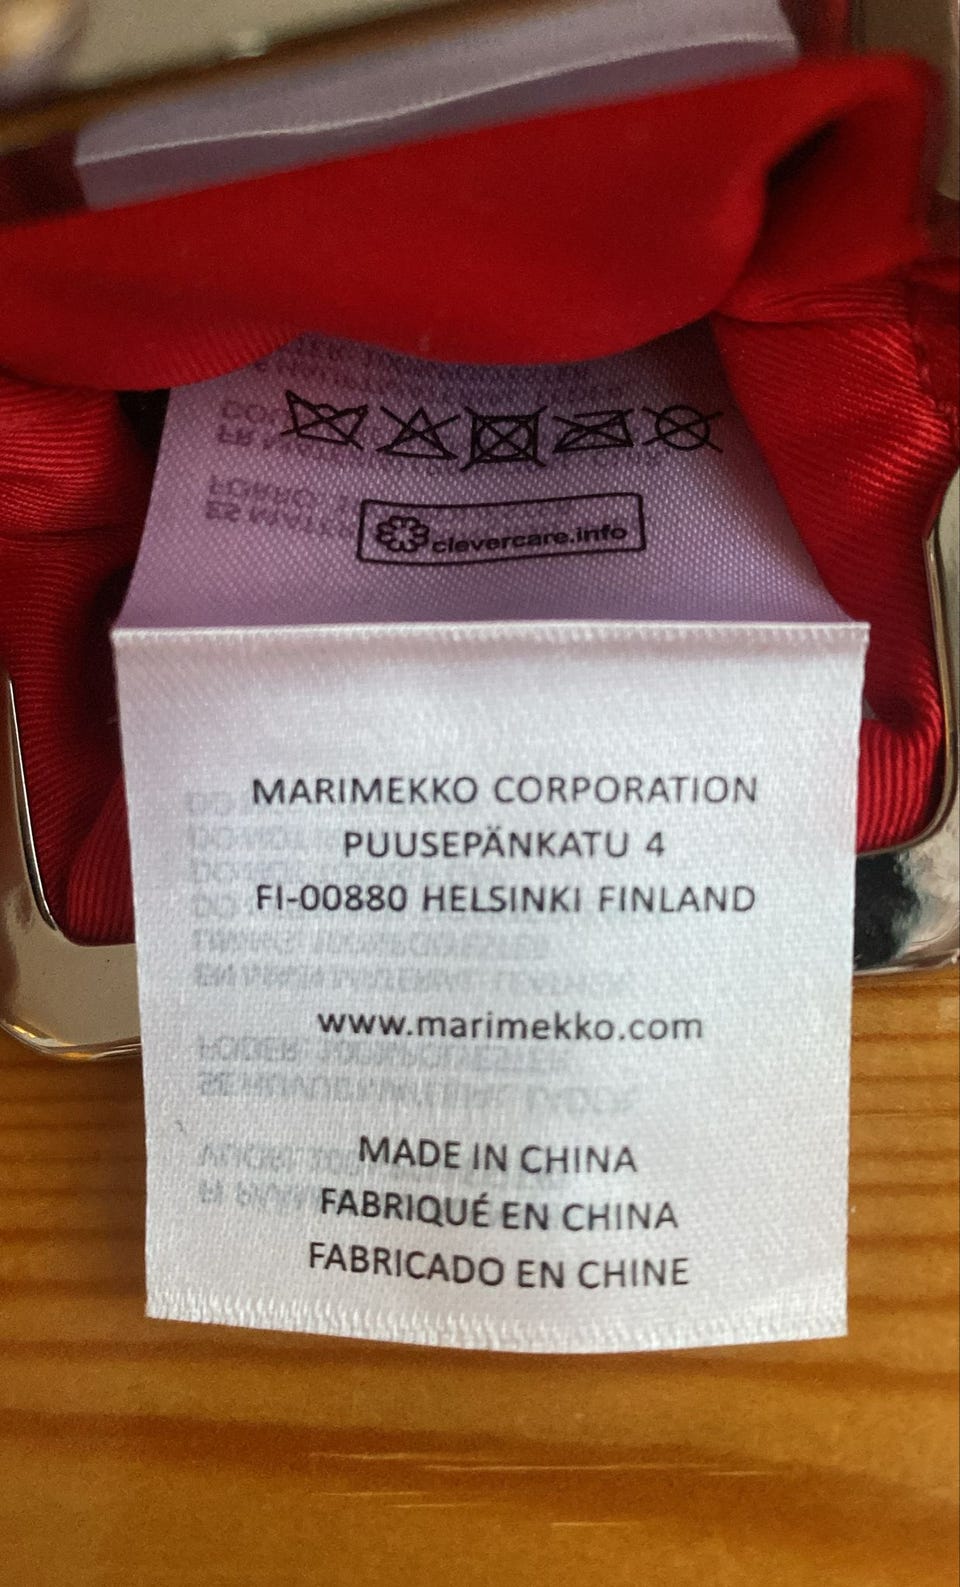 clevercare.info
MARIMEKKO CORPORATION
PUUSEPÄNKATU 4
FI-00880 HELSINKI FINLAND
www.marimekko.com
MADE IN CHINA
FABRIQUÉ EN CHINA
FABRICADO EN CHINE